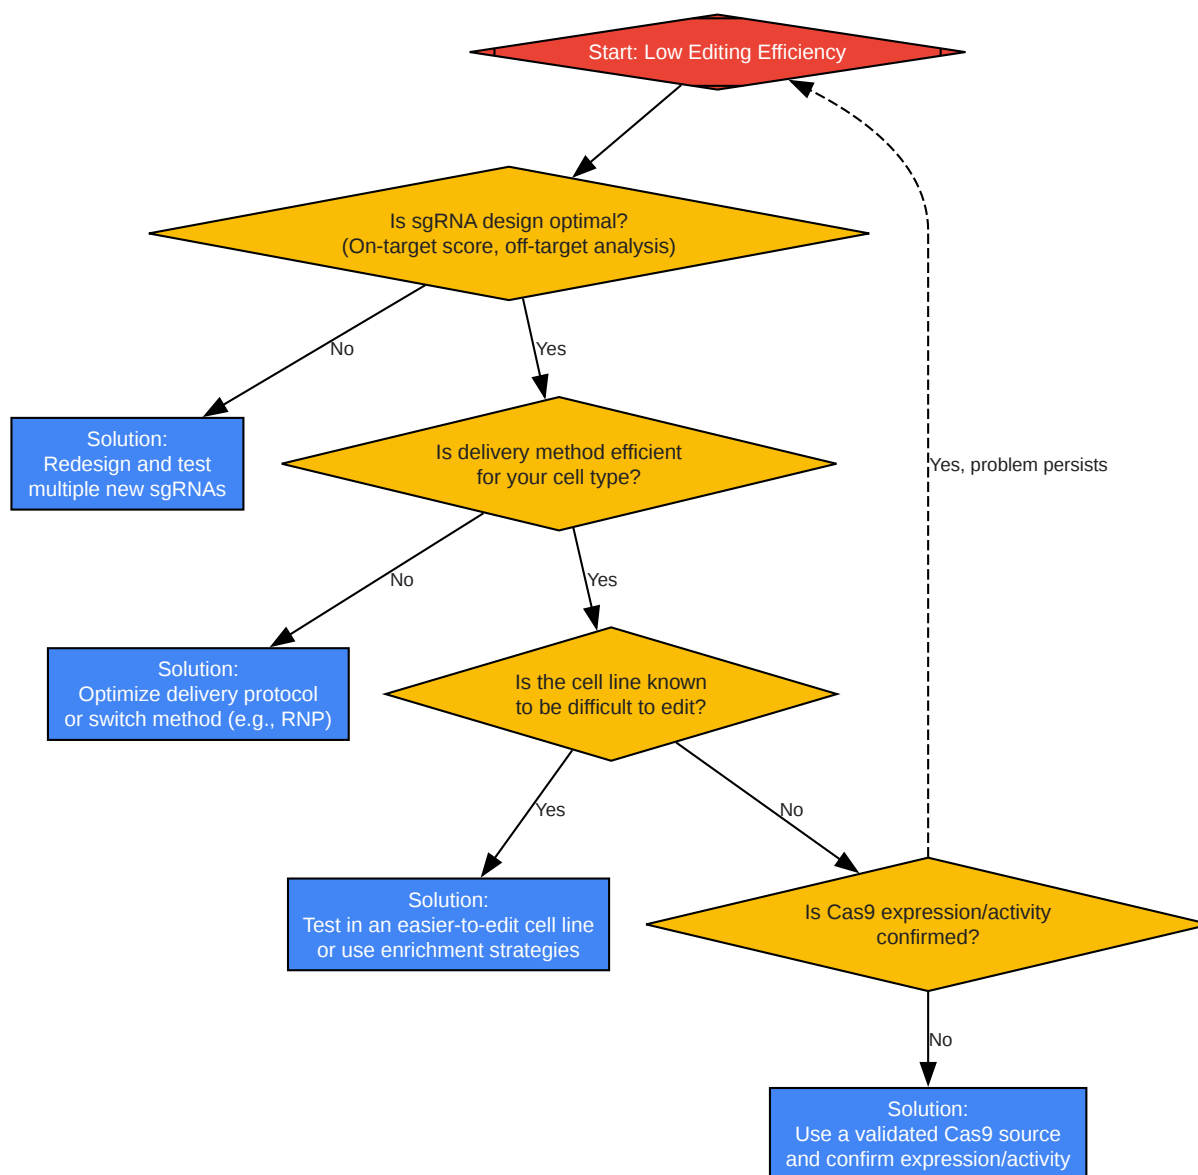 Start: Low Editing Efficiency
Is sgRNA design optimal?
(On-target score, off-target analysis)
No
Yes
Solution:
Redesign and test
multiple new sgRNAs
Is delivery method efficient
for your cell type?
Yes, problem persists
No
Yes
Solution:
Optimize delivery protocol
or switch method (e.g., RNP)
Is the cell line known
to be difficult to edit?
Yes
No
Solution:
Test in an easier-to-edit cell line
or use enrichment strategies
Is Cas9 expression/activity
confirmed?
No
Solution:
Use a validated Cas9 source
and confirm expression/activity